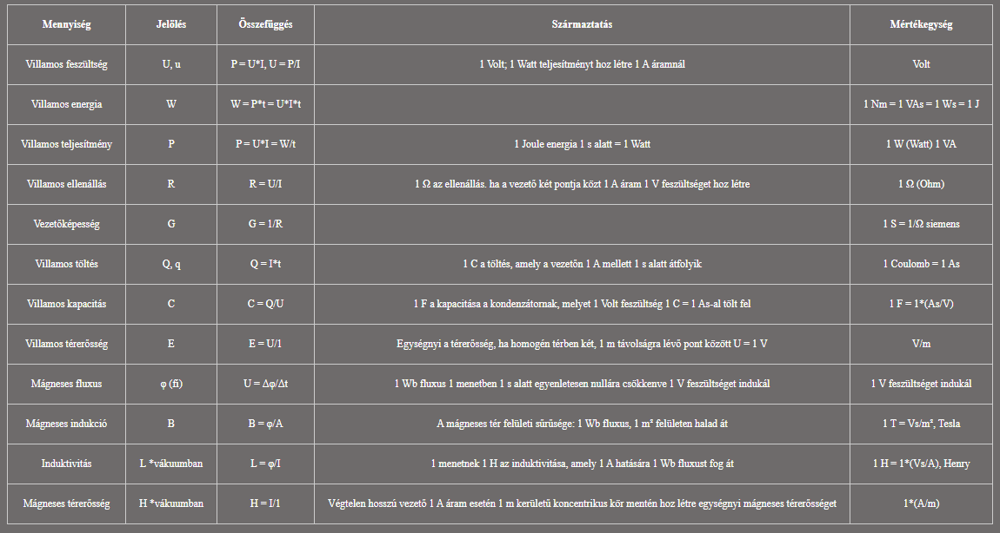 Mennyiség Jelölés Összefüggés Származtatás Mértékegység
Villamos feszültség U, u P = U*I, U = P/I 1 Volt; 1 Watt teljesítményt hoz létre 1 A áramnál Volt
Villamos energia W W = P*t = U*I*t 1 Nm = 1 VAs = 1 Ws = 1 J
Villamos teljesítmény P P = U*I = W/t 1 Joule energia 1 s alatt = 1 Watt 1 W (Watt) 1 VA
Villamos ellenállás R R = U/I 1 Ω az ellenállás. ha a vezető két pontja közt 1 A áram 1 V feszültséget hoz létre 1 Ω (Ohm)
Vezetőképesség G G = 1/R 1 S = 1/Ω siemens
Villamos töltés Q, q Q = I*t 1 C a töltés, amely a vezetőn 1 A mellett 1 s alatt átfolyik 1 Coulomb = 1 As
Villamos kapacitás C C = Q/U 1 F a kapacitása a kondenzátornak, melyet 1 Volt feszültség 1 C = 1 As-al tölt fel 1 F = 1*(As/V)
Villamos térerősség E E = U/1 Egységnyi a térerősség, ha homogén térben két, 1 m távolságra lévő pont között U = 1 V V/m
Mágneses fluxus φ (fi) U = Δφ/Δt 1 Wb fluxus 1 menetben 1 s alatt egyenletesen nullára csökkenve 1 V feszültséget indukál 1 V feszültséget indukál
Mágneses indukció B B = φ/A A mágneses tér felületi sűrűsége: 1 Wb fluxus, 1 m² felületen halad át 1 T = Vs/m², Tesla
Induktivitás L *vákuumban L = φ/I 1 menetnek 1 H az induktivitása, amely 1 A hatására 1 Wb fluxust fog át 1 H = 1*(Vs/A), Henry
Mágneses térerősség H *vákuumban H = I/1 Végtelen hosszú vezető 1 A áram esetén 1 m kerületű koncentrikus kör mentén hoz létre egységnyi mágneses térerősséget 1*(A/m)